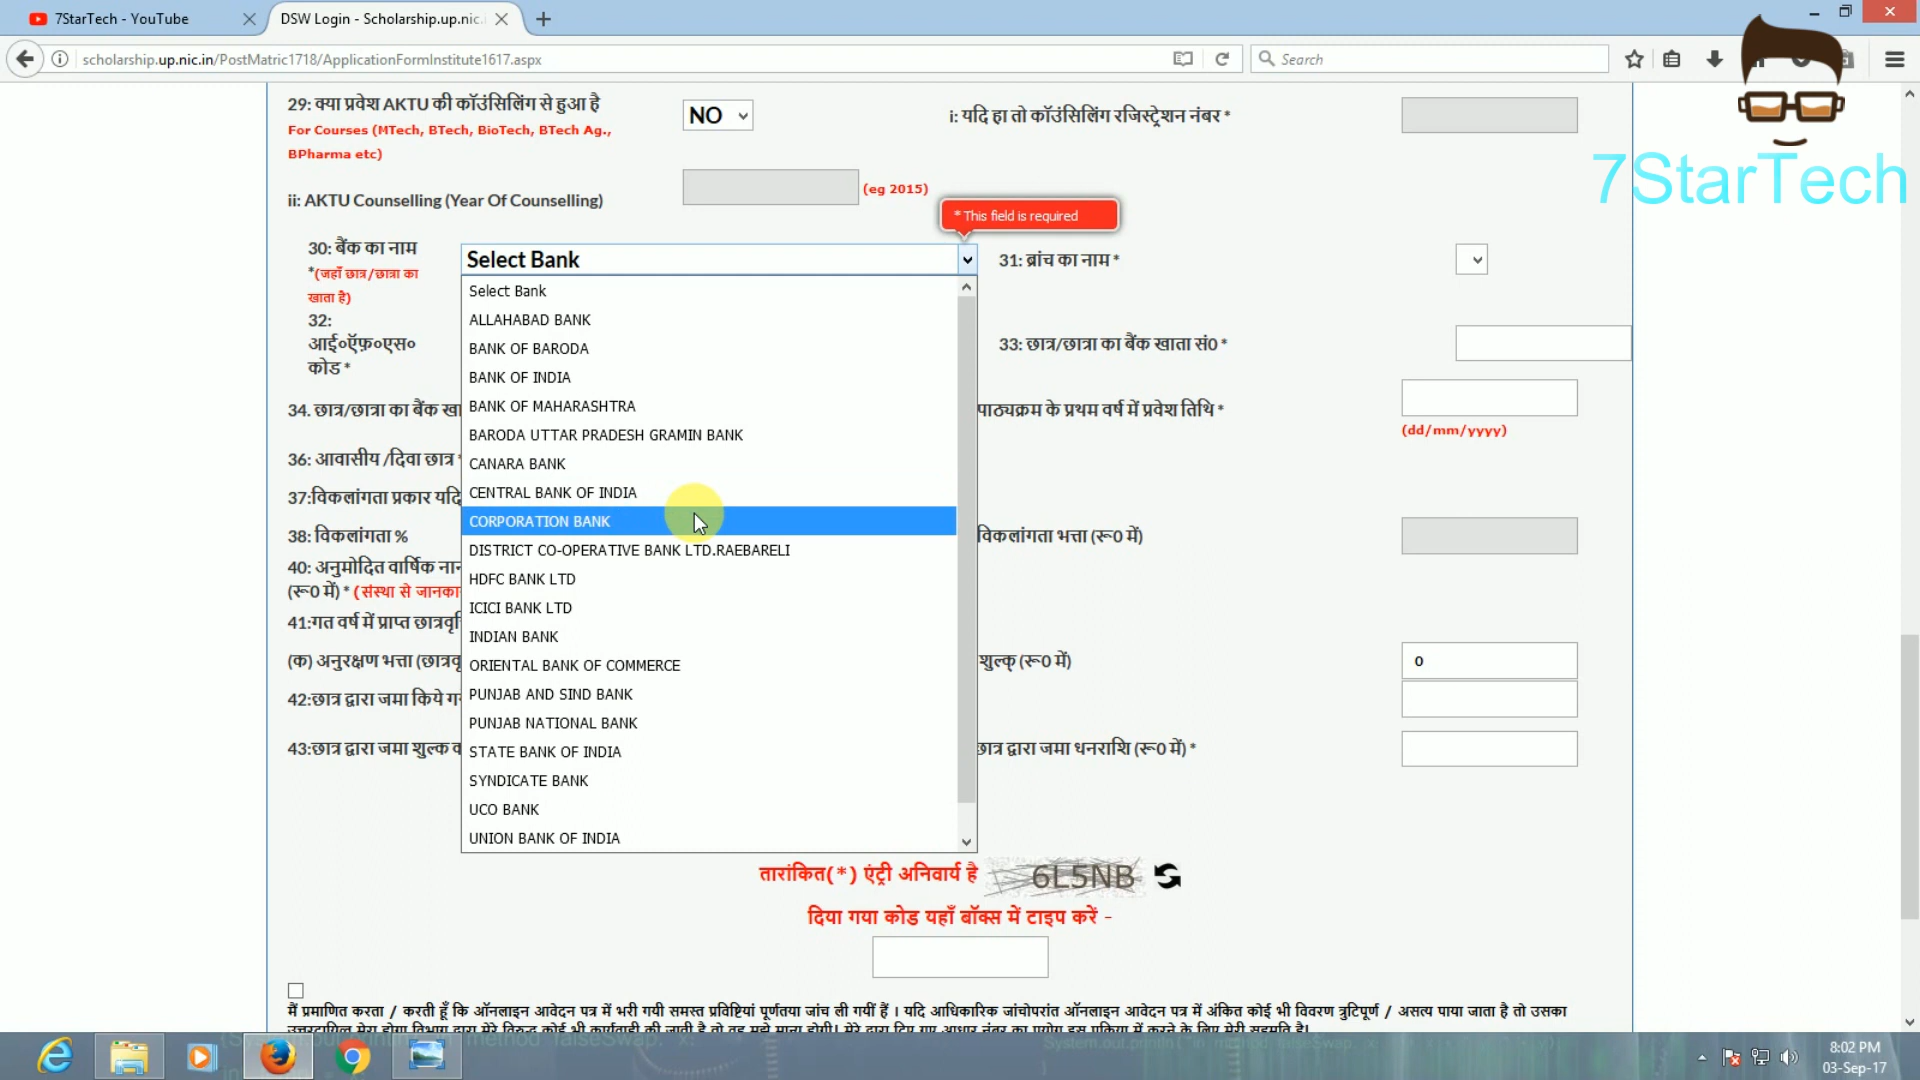 7StarTech - YouTube
DSW Login - Scholarship.up.nic.
scholarship.up.nic.in/PostMatric1718/ApplicationFormInstitute1617.aspx
Search
7StarTech
29: क्या प्रवेश AKTU की कॉउंसिलिंग से हुआ है
For Courses (MTech, BTech, BioTech, BTech Ag.,
BPharma etc)
NO
i: यदि हा तो कॉउंसिलिंग रजिस्ट्रेशन नंबर *
ii: AKTU Counselling (Year Of Counselling)
(eg 2015)
* This field is required
30: बैंक का नाम
*(जहाँ छात्र/छात्रा का
खाता है)
Select Bank
31: ब्रांच का नाम *
32:
आई०ऍफ़०एस०
कोड *
33: छात्र/छात्रा का बैंक खाता सं0 *
34. छात्र/छात्रा का बैंक खा
पाठ्यक्रम के प्रथम वर्ष में प्रवेश तिथि *
(dd/mm/yyyy)
36: आवासीय /दिवा छात्र *
37:विकलांगता प्रकार यदि
38: विकलांगता %
विकलांगता भत्ता (रू0 में)
40: अनुमोदित वार्षिक नान
(रू0 में) * (संस्था से जानका
41:गत वर्ष में प्राप्त छात्रवृ
(क) अनुरक्षण भत्ता (छात्रवृ
शुल्क् (रू0 में)
0
42:छात्र द्वारा जमा किये ग
43:छात्र द्वारा जमा शुल्क व
छात्र द्वारा जमा धनराशि (रू0 में) *
Select Bank
ALLAHABAD BANK
BANK OF BARODA
BANK OF INDIA
BANK OF MAHARASHTRA
BARODA UTTAR PRADESH GRAMIN BANK
CANARA BANK
CENTRAL BANK OF INDIA
CORPORATION BANK
DISTRICT CO-OPERATIVE BANK LTD.RAEBARELI
HDFC BANK LTD
ICICI BANK LTD
INDIAN BANK
ORIENTAL BANK OF COMMERCE
PUNJAB AND SIND BANK
PUNJAB NATIONAL BANK
STATE BANK OF INDIA
SYNDICATE BANK
UCO BANK
UNION BANK OF INDIA
तारांकित(*) एंट्री अनिवार्य है
6L5NB
दिया गया कोड यहाँ बॉक्स में टाइप करें -
मैं प्रमाणित करता / करती हूँ कि ऑनलाइन आवेदन पत्र में भरी गयी समस्त प्रविष्टियां पूर्णतया जांच ली गयीं हैं । यदि आधिकारिक जांचोपरांत ऑनलाइन आवेदन पत्र में अंकित कोई भी विवरण त्रुटिपूर्ण / असत्य पाया जाता है तो उसका
8:02 PM
03-Sep-17